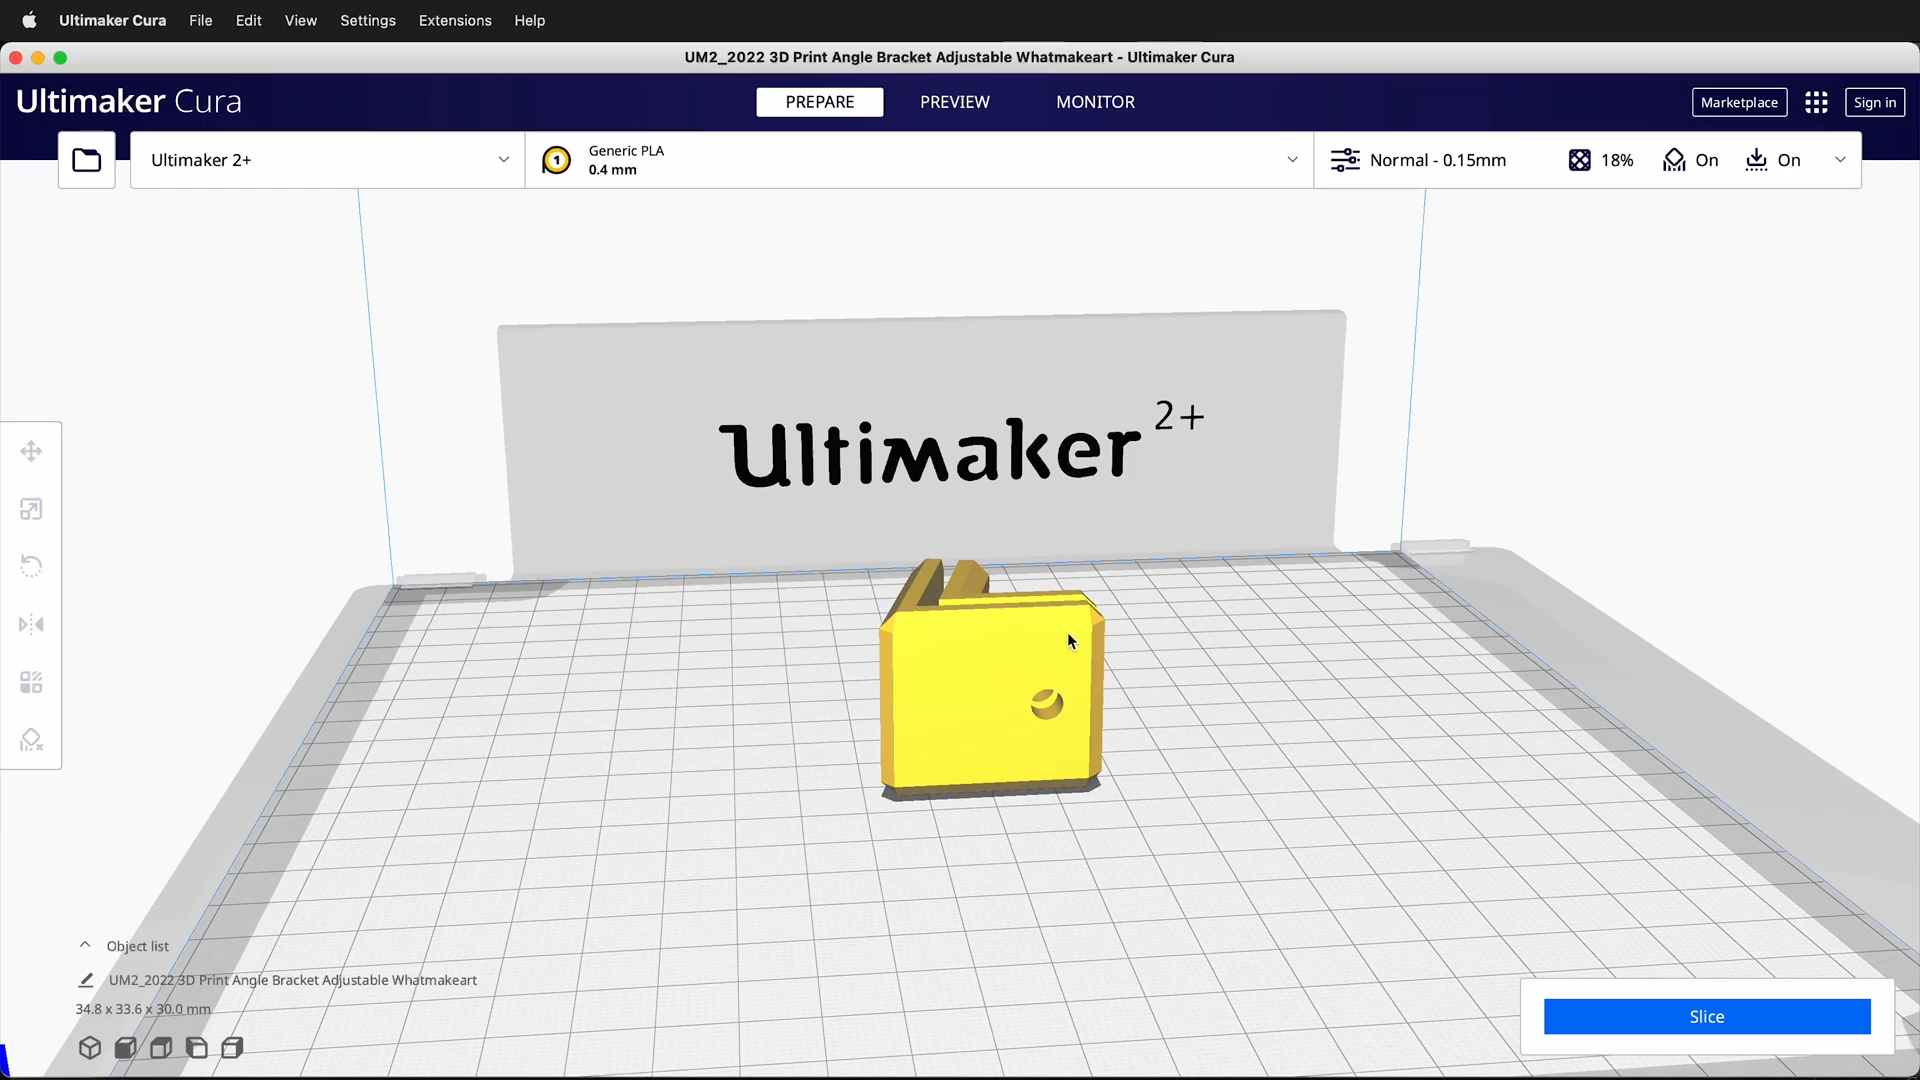 Ultimaker Cura File Edit View Settings Extensions Help
UM2_2022 3D Print Angle Bracket Adjustable Whatmakeart - Ultimaker Cura
Ultimaker Cura PREPARE PREVIEW MONITOR Marketplace Sign in
Ultimaker 2+ 1 Generic PLA 0.4 mm Normal - 0.15mm 18% On On
Ultimaker 2+
Object list
UM2_2022 3D Print Angle Bracket Adjustable Whatmakeart
34.8 x 33.6 x 30.0 mm
Slice